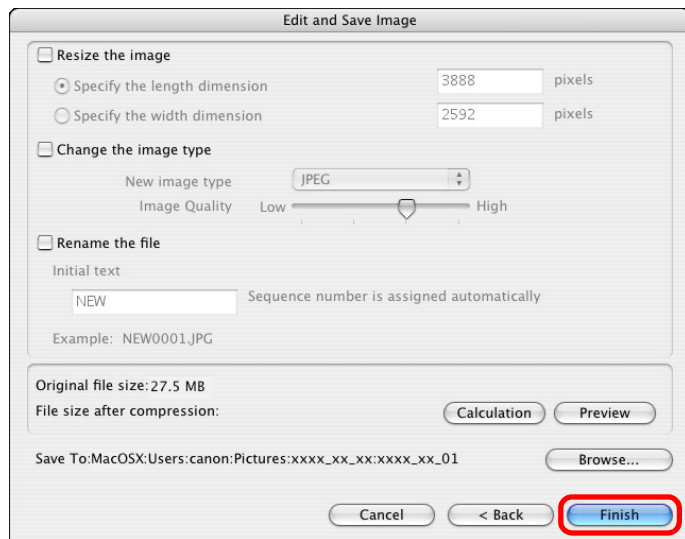 Edit and Save Image
Resize the image
Specify the length dimension 3888 pixels
Specify the width dimension 2592 pixels
Change the image type
New image type JPEG
Image Quality Low High
Rename the file
Initial text
NEW Sequence number is assigned automatically
Example: NEW0001.JPG
Original file size: 27.5 MB
File size after compression: Calculation Preview
Save To:MacOSX:Users:canon:Pictures:xxxx_xx_xx:xxxx_xx_01 Browse...
Cancel < Back Finish